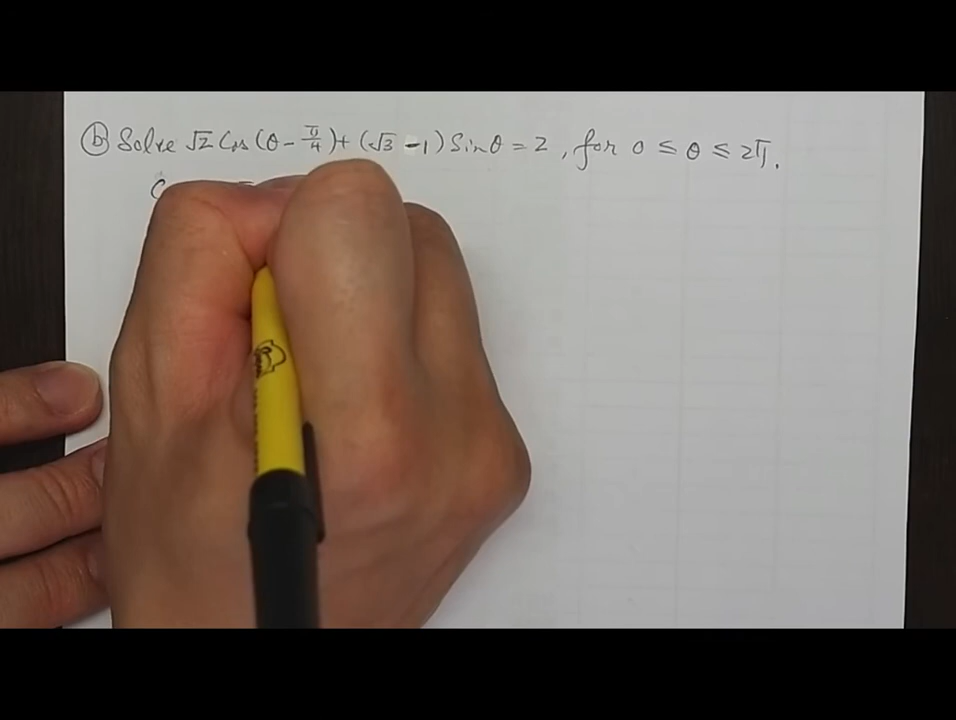 (b) Solve √2 Cos (θ - π/4) + (√3 - 1) Sin θ = 2 , for 0 ≤ θ ≤ 2π.